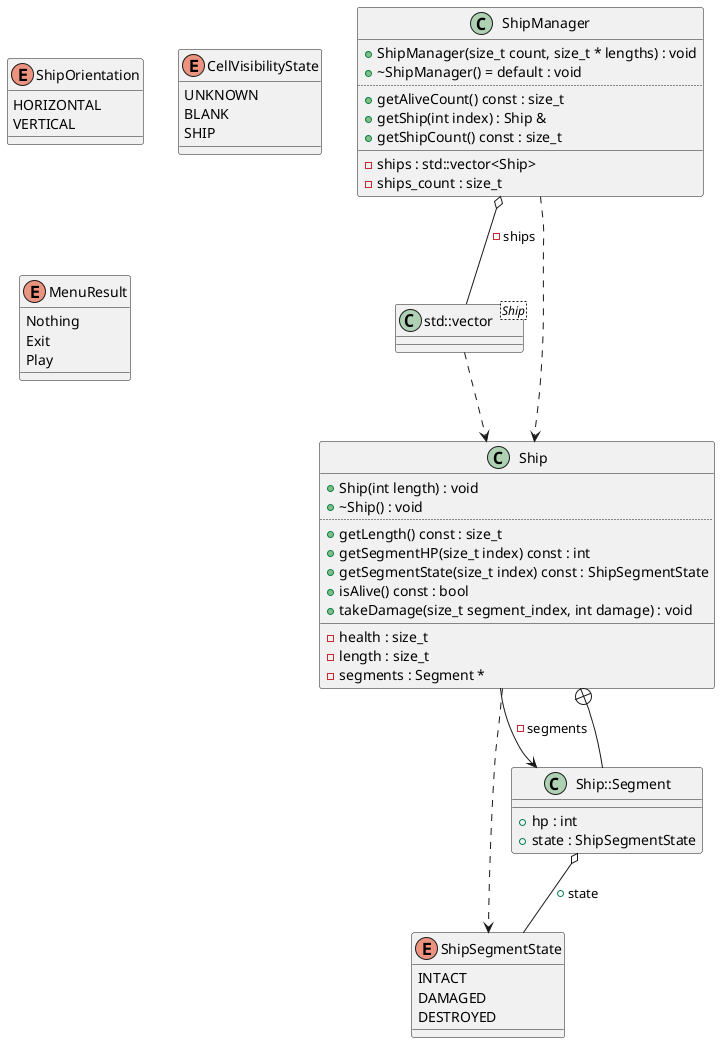 E ShipOrientation
HORIZONTAL
VERTICAL
E CellVisibilityState
UNKNOWN
BLANK
SHIP
C ShipManager
ShipManager(size_t count, size_t * lengths) : void
~ShipManager() = default : void
getAliveCount() const : size_t
getShip(int index) : Ship &
getShipCount() const : size_t
ships : std::vector<Ship>
ships_count : size_t
E MenuResult
Nothing
Exit
Play
ships
C std::vector
Ship
C Ship
Ship(int length) : void
~Ship() : void
getLength() const : size_t
getSegmentHP(size_t index) const : int
getSegmentState(size_t index) const : ShipSegmentState
isAlive() const : bool
takeDamage(size_t segment_index, int damage) : void
health : size_t
length : size_t
segments : Segment *
segments
C Ship::Segment
hp : int
state : ShipSegmentState
state
E ShipSegmentState
INTACT
DAMAGED
DESTROYED